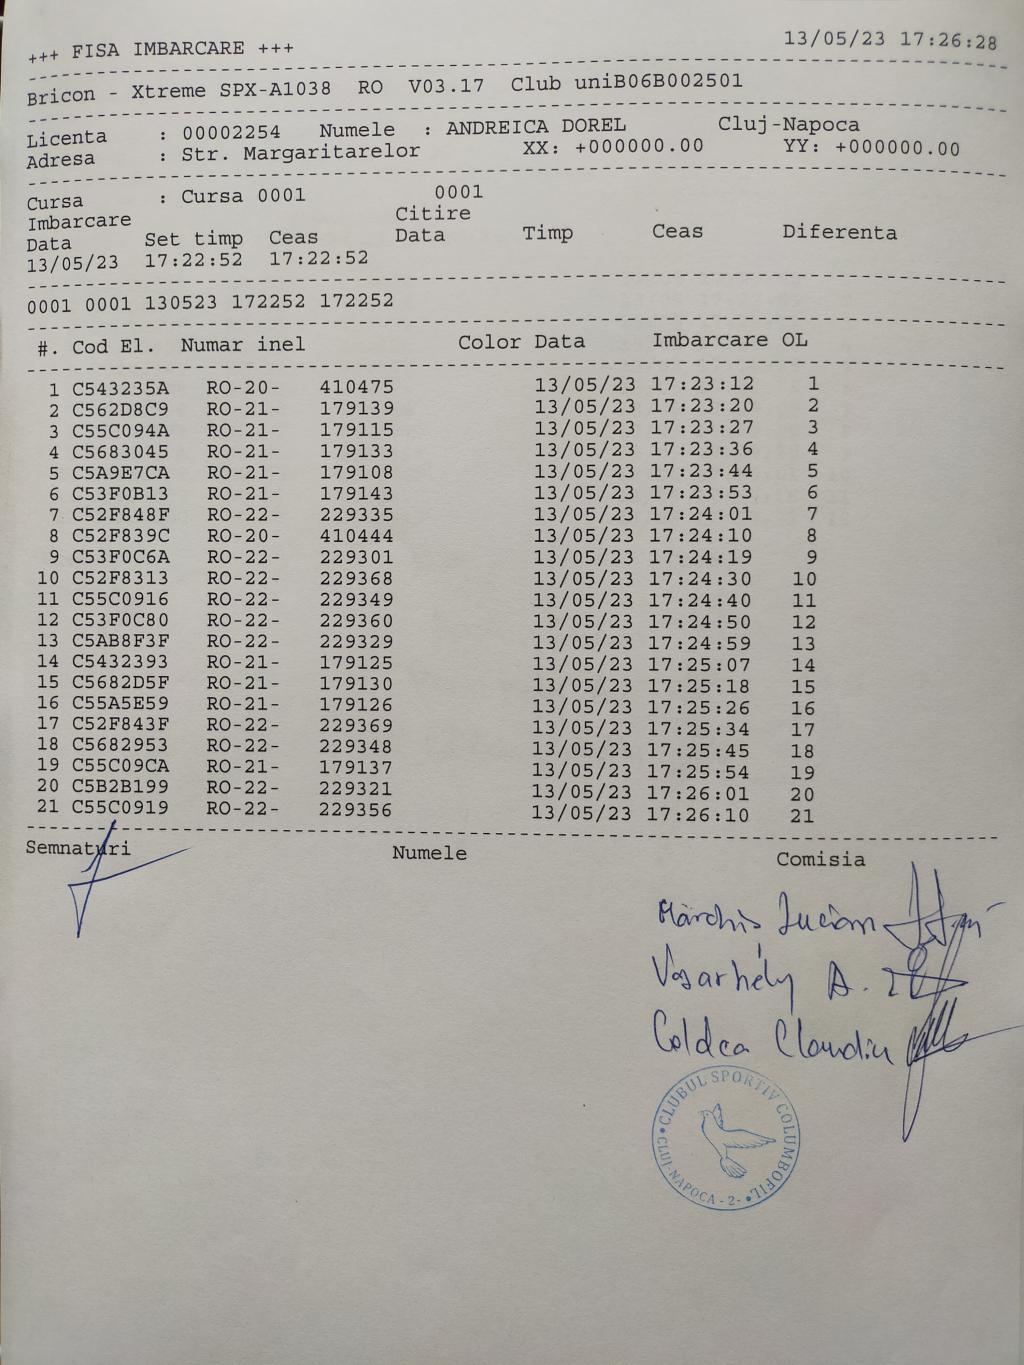 +++ FISA IMBARCARE +++ 13/05/23 17:26:28
Bricon - Xtreme SPX-A1038 RO V03.17 Club uniB06B002501
Licenta : 00002254 Numele : ANDREICA DOREL Cluj-Napoca
Adresa : Str. Margaritarelor XX: +000000.00 YY: +000000.00
Cursa : Cursa 0001 0001
Imbarcare Citire
Data Set timp Ceas Data Timp Ceas Diferenta
13/05/23 17:22:52 17:22:52
0001 0001 130523 172252 172252
#. Cod El. Numar inel Color Data Imbarcare OL
1 C543235A RO-20- 410475 13/05/23 17:23:12 1
2 C562D8C9 RO-21- 179139 13/05/23 17:23:20 2
3 C55C094A RO-21- 179115 13/05/23 17:23:27 3
4 C5683045 RO-21- 179133 13/05/23 17:23:36 4
5 C5A9E7CA RO-21- 179108 13/05/23 17:23:44 5
6 C53F0B13 RO-21- 179143 13/05/23 17:23:53 6
7 C52F848F RO-22- 229335 13/05/23 17:24:01 7
8 C52F839C RO-20- 410444 13/05/23 17:24:10 8
9 C53F0C6A RO-22- 229301 13/05/23 17:24:19 9
10 C52F8313 RO-22- 229368 13/05/23 17:24:30 10
11 C55C0916 RO-22- 229349 13/05/23 17:24:40 11
12 C53F0C80 RO-22- 229360 13/05/23 17:24:50 12
13 C5AB8F3F RO-22- 229329 13/05/23 17:24:59 13
14 C5432393 RO-21- 179125 13/05/23 17:25:07 14
15 C5682D5F RO-21- 179130 13/05/23 17:25:18 15
16 C55A5E59 RO-21- 179126 13/05/23 17:25:26 16
17 C52F843F RO-22- 229369 13/05/23 17:25:34 17
18 C5682953 RO-22- 229348 13/05/23 17:25:45 18
19 C55C09CA RO-21- 179137 13/05/23 17:25:54 19
20 C5B2B199 RO-22- 229321 13/05/23 17:26:01 20
21 C55C0919 RO-22- 229356 13/05/23 17:26:10 21
Semnaturi Numele Comisia
Lucian
A.
Coldea Claudiu
CLUBUL SPORTIV COLUMBOFIL
CLUJ-NAPOCA -2-